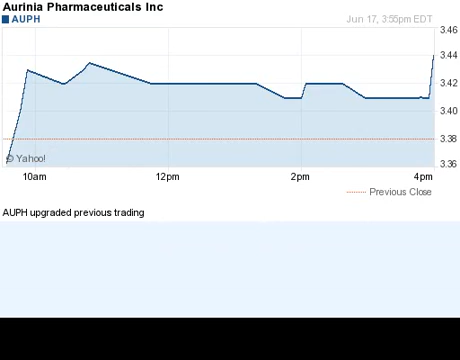 Aurinia Pharmaceuticals Inc
AUPH
Jun 17, 3:55pm EDT
3.46
3.44
3.42
3.40
3.38
3.36
© Yahoo!
10am
12pm
2pm
4pm
Previous Close
AUPH upgraded previous trading